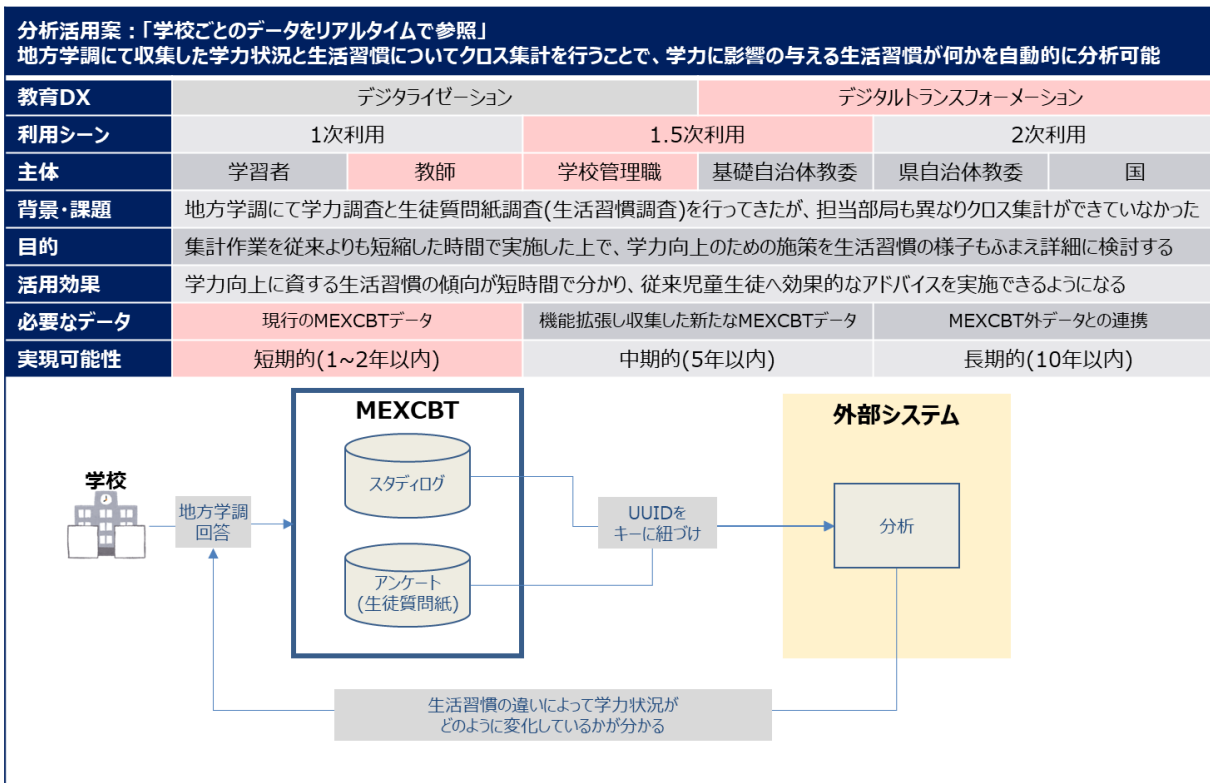 分析活用案：「学校ごとのデータをリアルタイムで参照」
地方学調にて収集した学力状況と生活習慣についてクロス集計を行うことで、学力に影響の与える生活習慣が何かを自動的に分析可能
教育DX デジタライゼーション デジタルトランスフォーメーション
利用シーン 1次利用 1.5次利用 2次利用
主体 学習者 教師 学校管理職 基礎自治体教委 県自治体教委 国
背景・課題 地方学調にて学力調査と生徒質問紙調査(生活習慣調査)を行ってきたが、担当部局も異なりクロス集計ができていなかった
目的 集計作業を従来よりも短縮した時間で実施した上で、学力向上のための施策を生活習慣の様子もふまえ詳細に検討する
活用効果 学力向上に資する生活習慣の傾向が短時間で分かり、従来児童生徒へ効果的なアドバイスを実施できるようになる
必要なデータ 現行のMEXCBTデータ 機能拡張し収集した新たなMEXCBTデータ MEXCBT外データとの連携
実現可能性 短期的(1~2年以内) 中期的(5年以内) 長期的(10年以内)
MEXCBT
外部システム
スタディログ
学校
地方学調
回答
UUIDを
キーに紐づけ
分析
アンケート
(生徒質問紙)
生活習慣の違いによって学力状況が
どのように変化しているかが分かる